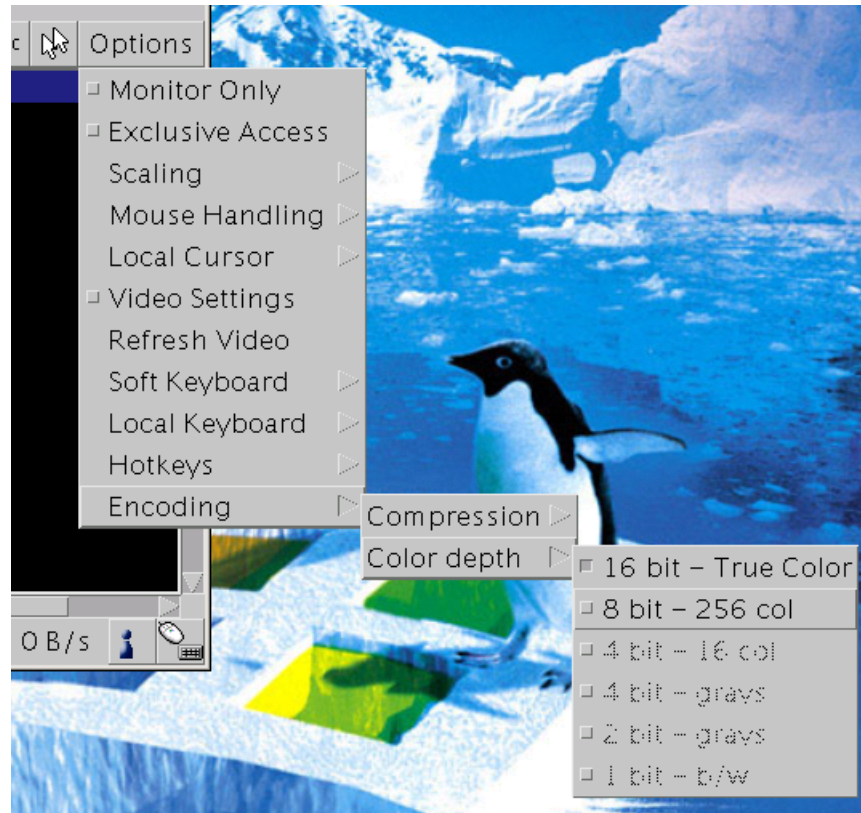 c Options
Monitor Only
Exclusive Access
Scaling
Mouse Handling
Local Cursor
Video Settings
Refresh Video
Soft Keyboard
Local Keyboard
Hotkeys
Encoding
Compression
Color depth
16 bit – True Color
8 bit – 256 col
4 bit – 16 col
4 bit – grays
2 bit – grays
1 bit – b/w
0 B/s